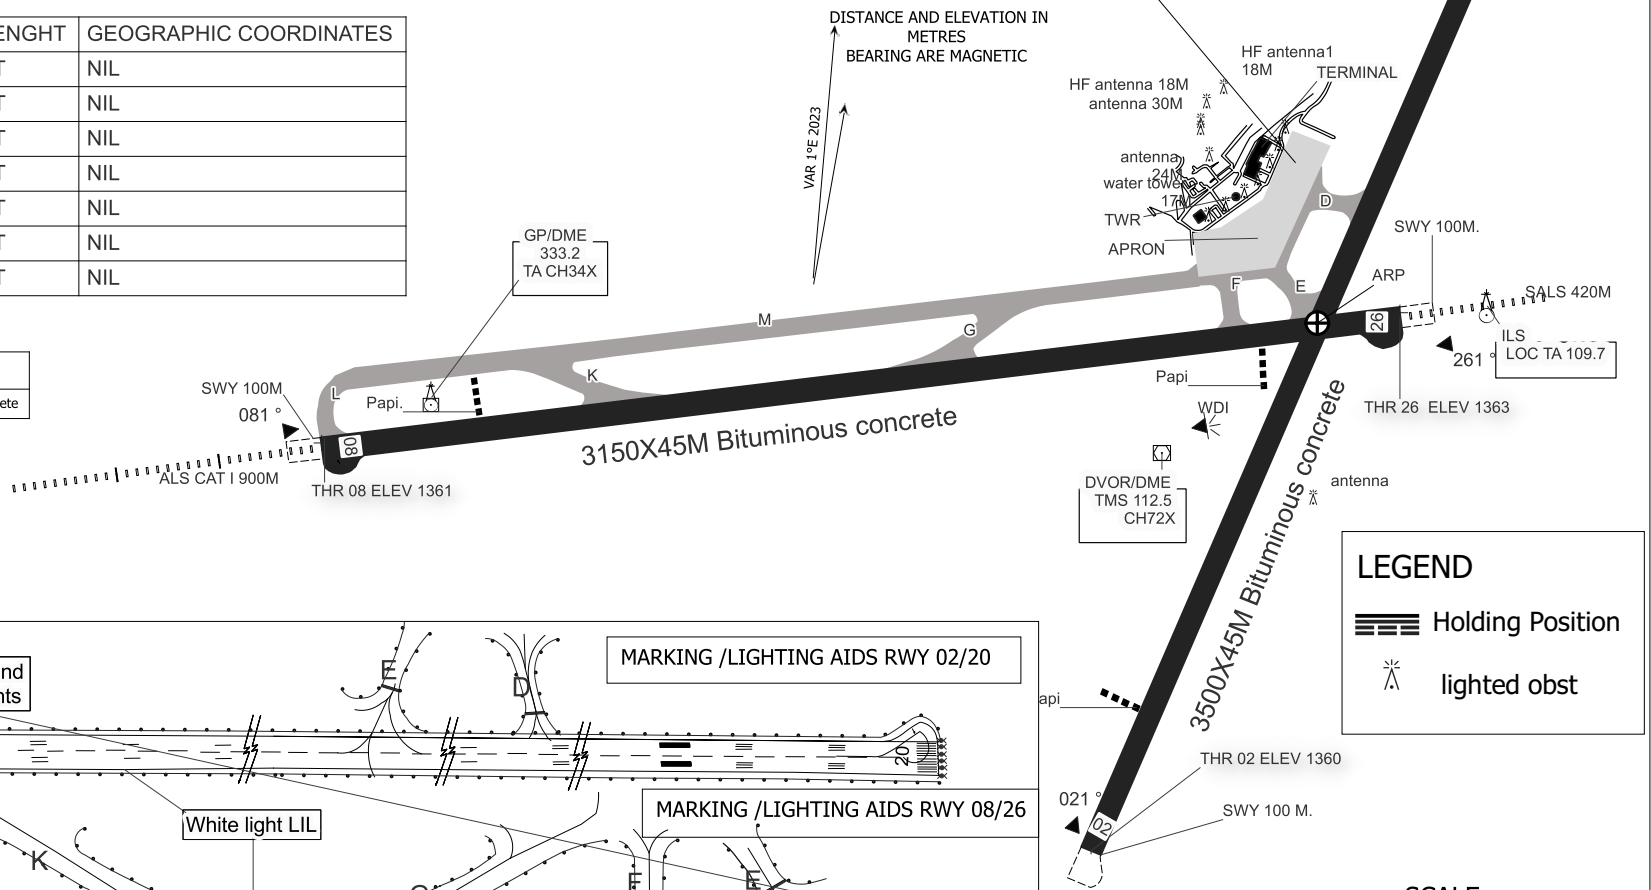 ENGHT GEOGRAPHIC COORDINATES
T NIL
T NIL
T NIL
T NIL
T NIL
T NIL
T NIL
DISTANCE AND ELEVATION IN
METRES
BEARING ARE MAGNETIC
VAR 1°E 2023
HF antenna1
18M
TERMINAL
HF antenna 18M
antenna 30M
antenna
24M
water tower
17M
TWR
APRON
D
SWY 100M.
ARP
F
E
GP/DME
333.2
TA CH34X
M
G
K
L
26
SALS 420M
ILS
LOC TA 109.7
261 °
THR 26 ELEV 1363
ete
SWY 100M
081 °
Papi.
08
ALS CAT I 900M
THR 08 ELEV 1361
3150X45M Bituminous concrete
Papi
WDI
DVOR/DME
TMS 112.5
CH72X
antenna
3500X45M Bituminous concrete
LEGEND
Holding Position
lighted obst
api
THR 02 ELEV 1360
021 °
02
SWY 100 M.
nd
nts
E
D
MARKING /LIGHTING AIDS RWY 02/20
20
MARKING /LIGHTING AIDS RWY 08/26
White light LIL
K
F
E
SCALE